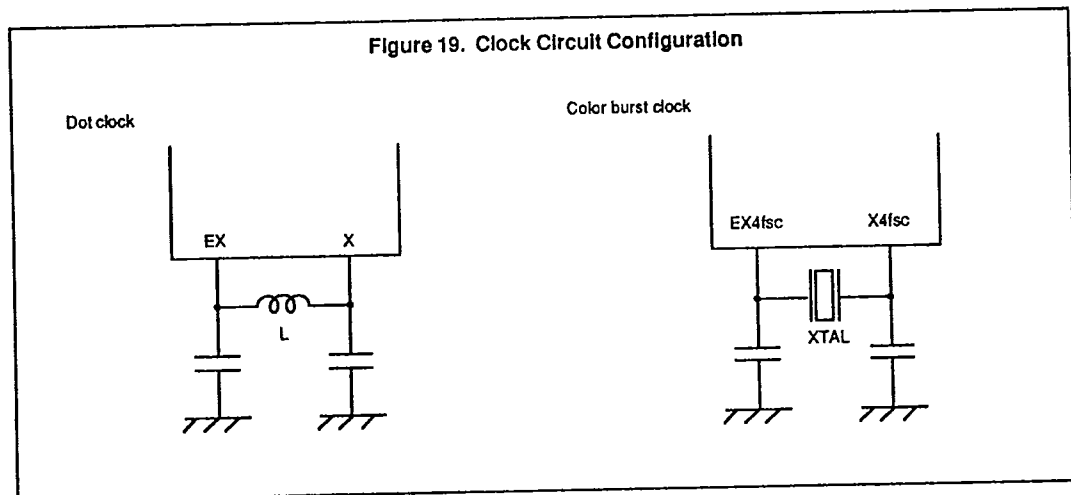 Figure 19. Clock Circuit Configuration
Dot clock
Color burst clock
EX
X
EX4fsc
X4fsc
L
XTAL